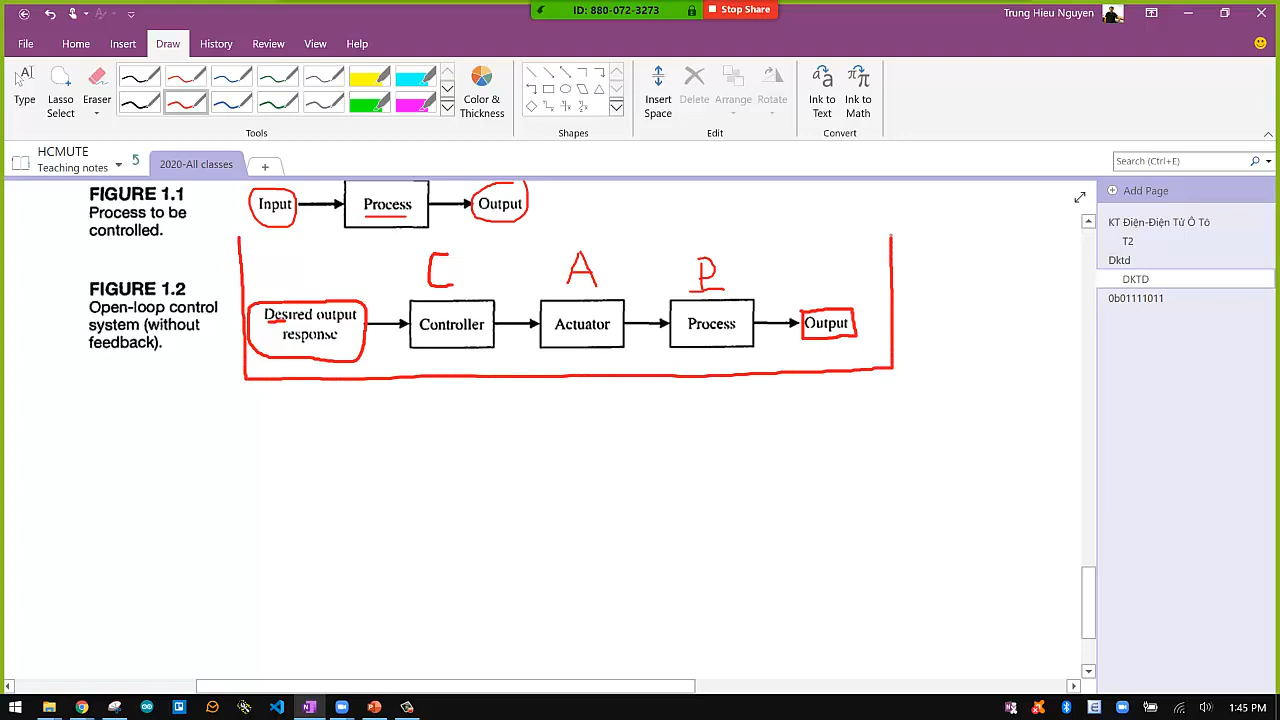 ID: 880-072-3273
Stop Share
Trung Hieu Nguyen
File Home Insert Draw History Review View Help
Type
Lasso Select
Eraser
Color & Thickness
Insert Space
Delete
Arrange
Rotate
Ink to Text
Ink to Math
Tools Shapes Edit Convert
HCMUTE
Teaching notes
5
2020-All classes
+
Search (Ctrl+E)
Add Page
KT Điện-Điện Tử Ô Tô
T2
Dktd
DKTD
0b01111011
FIGURE 1.1
Process to be
controlled.
Input Process Output
C A P
FIGURE 1.2
Open-loop control
system (without
feedback).
Desired output
response
Controller Actuator Process Output
1:45 PM